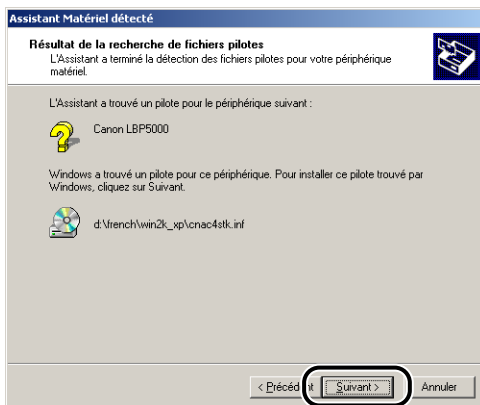 Assistant Matériel détecté
Résultat de la recherche de fichiers pilotes
L'Assistant a terminé la détection des fichiers pilotes pour votre périphérique
matériel.
L'Assistant a trouvé un pilote pour le périphérique suivant :
Canon LBP5000
Windows a trouvé un pilote pour ce périphérique. Pour installer ce pilote trouvé par
Windows, cliquez sur Suivant.
d:\french\win2k_xp\cnac4stk.inf
< Précédent Suivant > Annuler